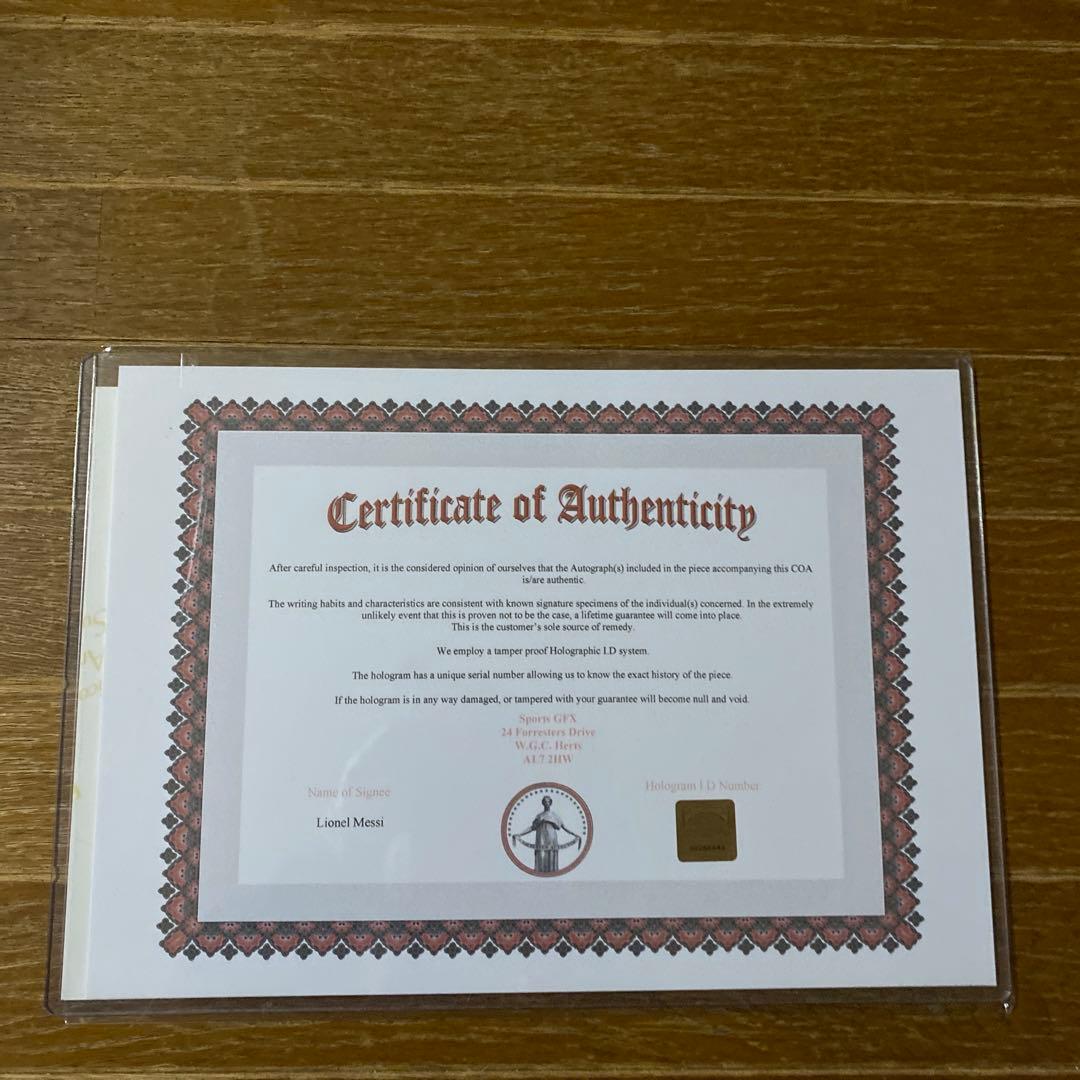 Certificate of Authenticity
After careful inspection, it is the considered opinion of ourselves that the Autograph(s) included in the piece accompanying this COA
is/are authentic.
The writing habits and characteristics are consistent with known signature specimens of the individual(s) concerned. In the extremely
unlikely event that this is proven not to be the case, a lifetime guarantee will come into place.
This is the customer's sole source of remedy.
We employ a tamper proof Holographic I.D system.
The hologram has a unique serial number allowing us to know the exact history of the piece.
If the hologram is in any way damaged, or tampered with your guarantee will become null and void.
Sports GFX
24 Forresters Drive
W.G.C. Herts
AL7 2HW
Name of Signee
Hologram I D Number
Lionel Messi